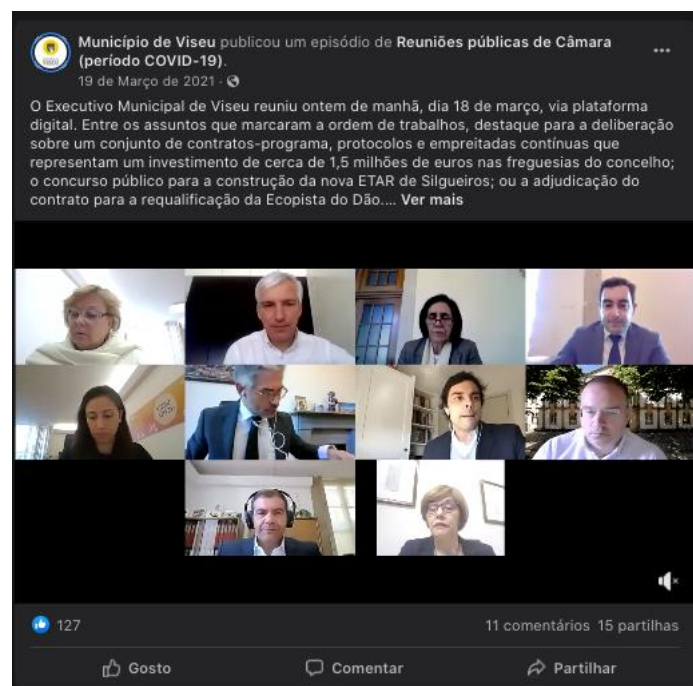 Município de Viseu publicou um episódio de Reuniões públicas de Câmara
(período COVID-19).
19 de Março de 2021 ·
O Executivo Municipal de Viseu reuniu ontem de manhã, dia 18 de março, via plataforma
digital. Entre os assuntos que marcaram a ordem de trabalhos, destaque para a deliberação
sobre um conjunto de contratos-programa, protocolos e empreitadas contínuas que
representam um investimento de cerca de 1,5 milhões de euros nas freguesias do concelho;
o concurso público para a construção da nova ETAR de Silgueiros; ou a adjudicação do
contrato para a requalificação da Ecopista do Dão.... Ver mais
127
11 comentários 15 partilhas
Gosto
Comentar
Partilhar